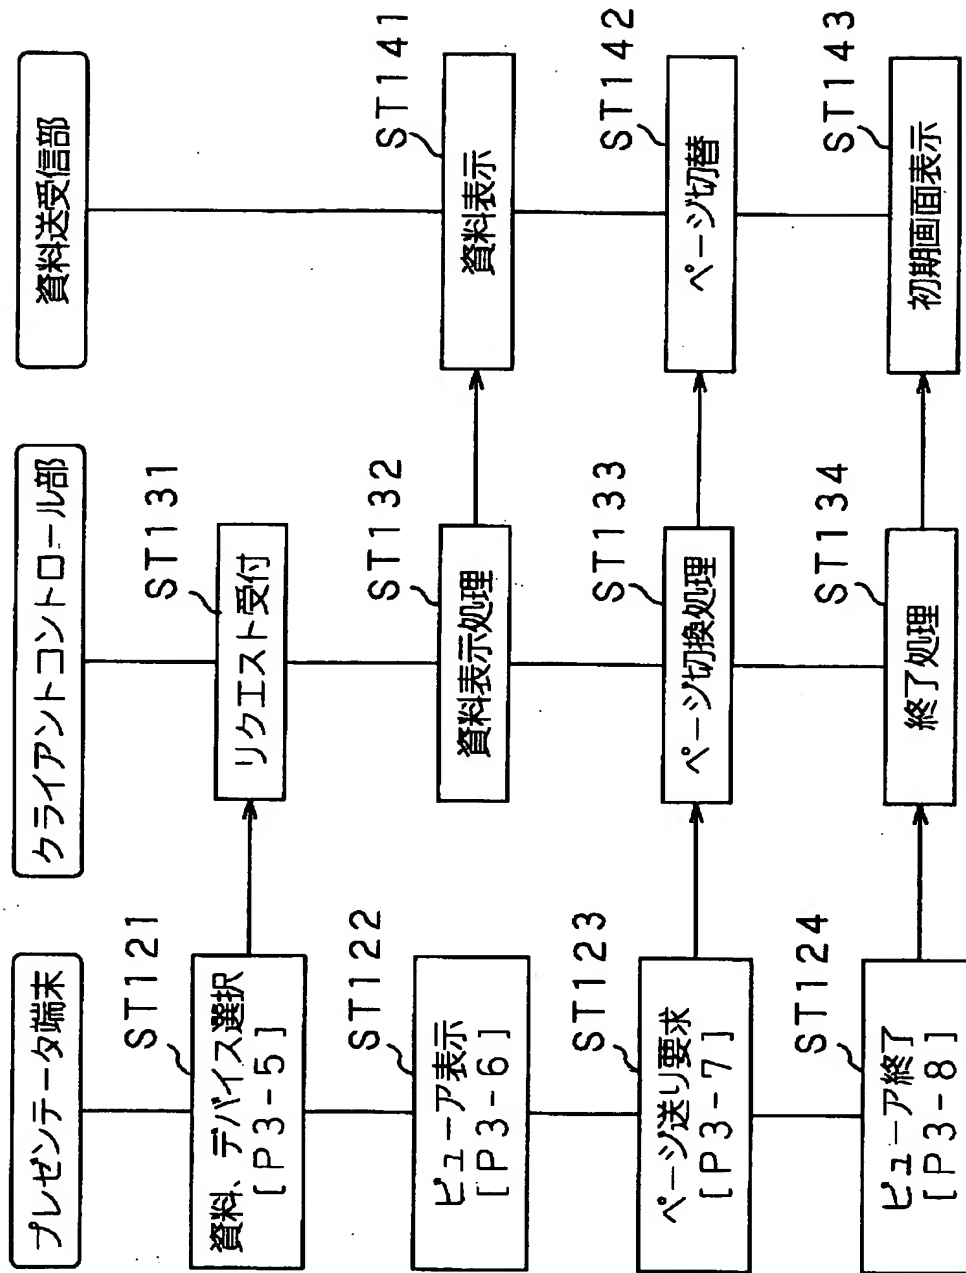 プレゼンテータ端末
クライアントコントロール部
資料送受信部
ST121
資料、デバイス選択
[P3-5]
ST131
リクエスト受付
ST122
ビューア表示
[P3-6]
ST132
資料表示処理
ST141
資料表示
ST123
ページ送り要求
[P3-7]
ST133
ページ切換処理
ST142
ページ切替
ST124
ビューア終了
[P3-8]
ST134
終了処理
ST143
初期画面表示